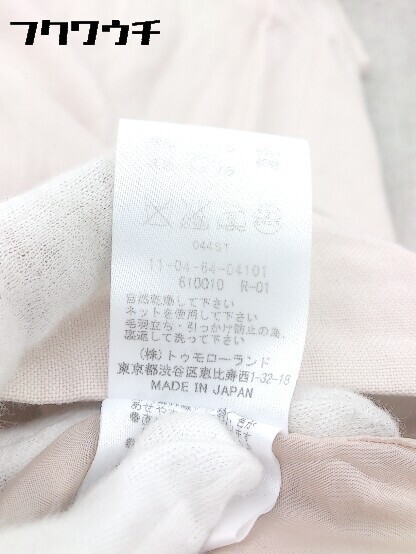 フクワウチ
044ST
11-04-64-04101
610010 R-01
自然乾燥して下さい
ネットを使用して下さい
毛羽立ち・引っかけ防止の為、
裏返して洗って下さい
(株)トゥモローランド
東京都渋谷区恵比寿西1-32-18
MADE IN JAPAN